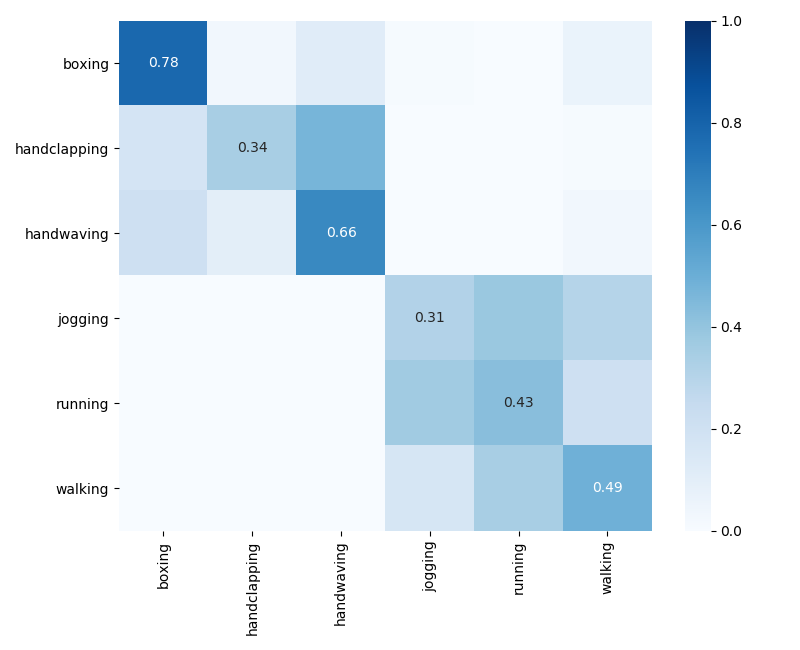 boxing
handclapping
handwaving
jogging
running
walking
0.78
0.34
0.66
0.31
0.43
0.49
boxing
handclapping
handwaving
jogging
running
walking
1.0
0.8
0.6
0.4
0.2
0.0